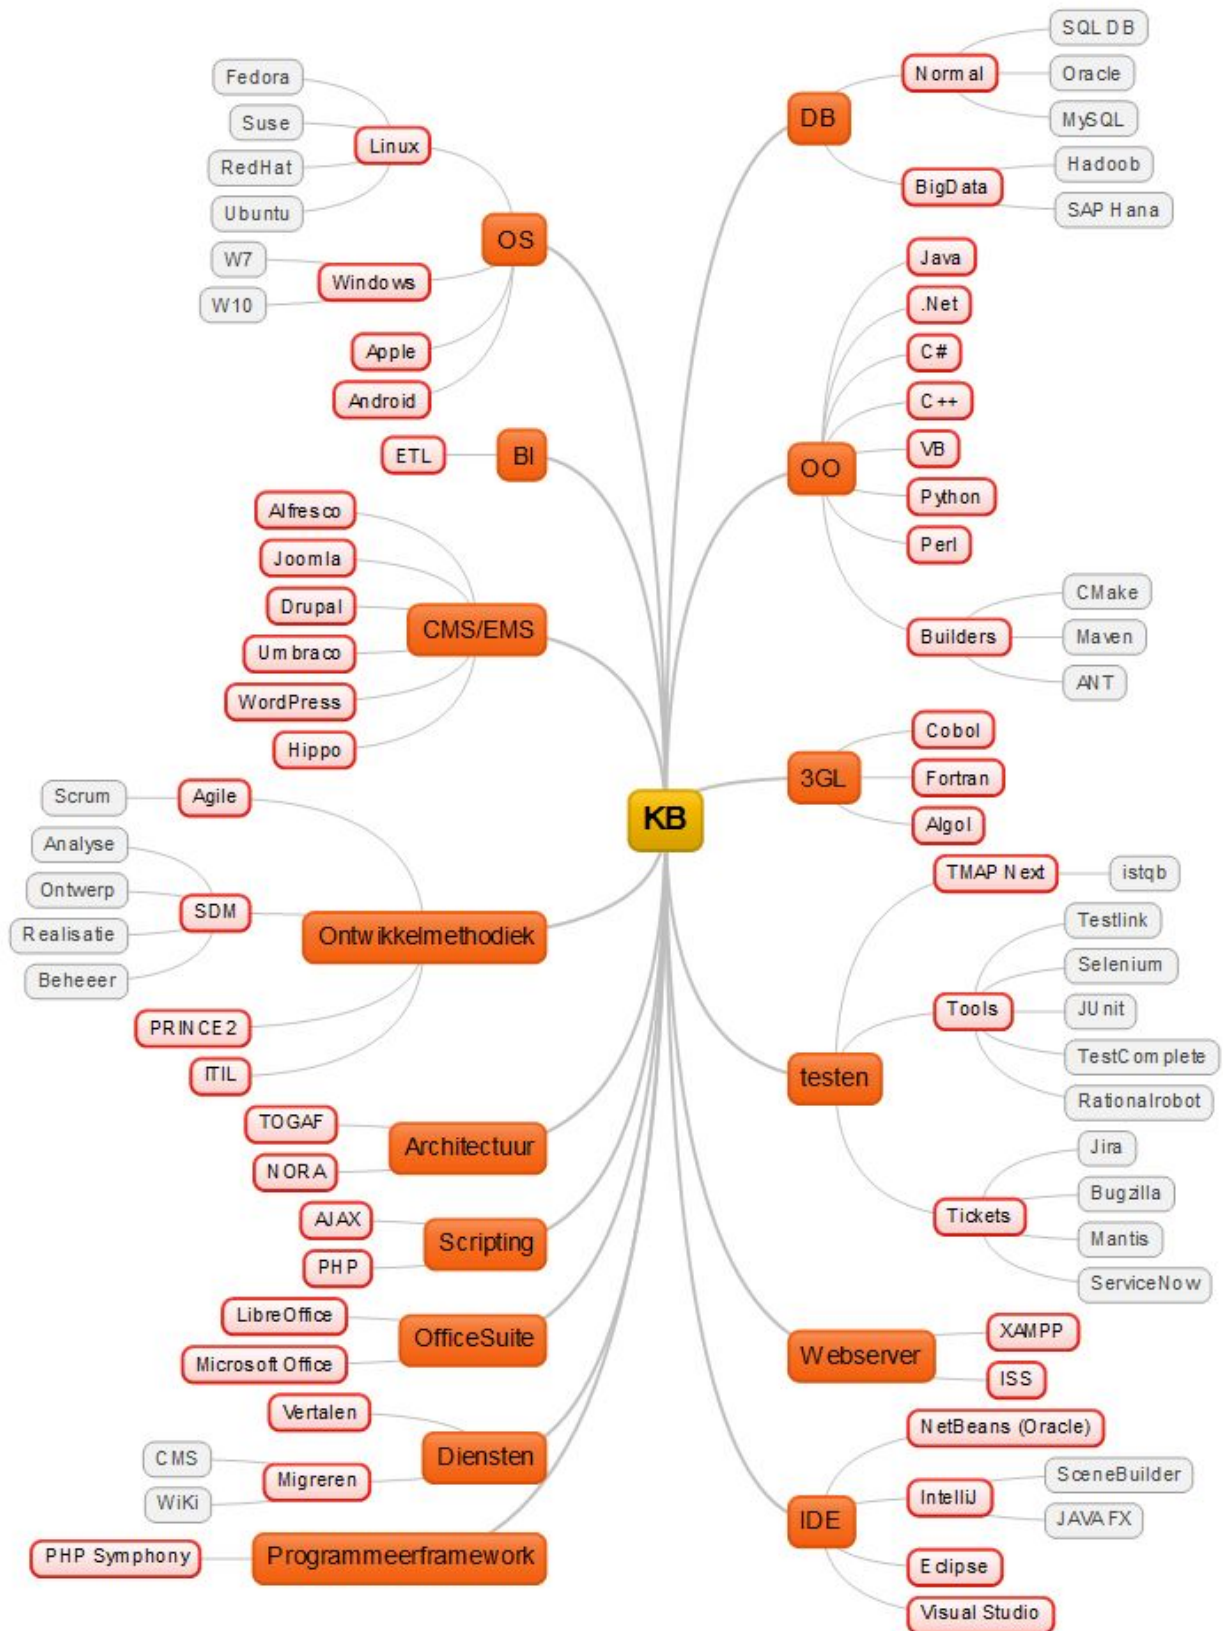 KB
OS
Linux
Fedora
Suse
RedHat
Ubuntu
Windows
W7
W10
Apple
Android
BI
ETL
CMS/EMS
Alfresco
Joomla
Drupal
Umbraco
WordPress
Hippo
Ontwikkelmethodiek
Agile
Scrum
SDM
Analyse
Ontwerp
Realisatie
Beheeer
PRINCE2
ITIL
Architectuur
TOGAF
NORA
Scripting
AJAX
PHP
OfficeSuite
LibreOffice
Microsoft Office
Diensten
Vertalen
Migreren
CMS
WiKi
Programmeerframework
PHP Symphony
DB
Normal
SQL DB
Oracle
MySQL
BigData
Hadoob
SAP Hana
OO
Java
.Net
C#
C++
VB
Python
Perl
Builders
CMake
Maven
ANT
3GL
Cobol
Fortran
Algol
testen
TMAP Next
istqb
Tools
Testlink
Selenium
JUnit
TestComplete
Rationalrobot
Tickets
Jira
Bugzilla
Mantis
ServiceNow
Webserver
XAMPP
ISS
IDE
NetBeans (Oracle)
IntelliJ
SceneBuilder
JAVA FX
Eclipse
Visual Studio